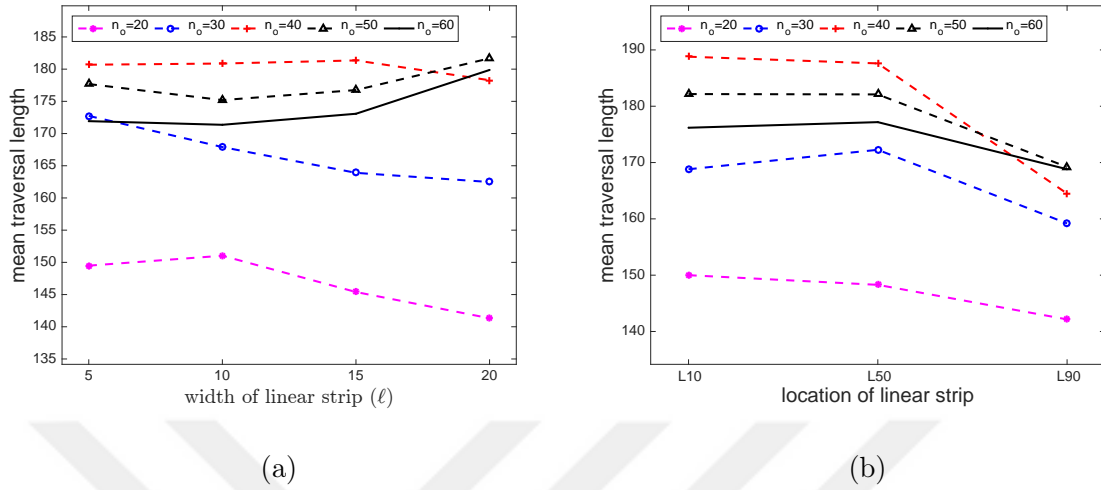 n_o=20 n_o=30 n_o=40 n_o=50 n_o=60
185
180
175
170
165
160
155
150
145
140
135
mean traversal length
5 10 15 20
width of linear strip (ℓ)
(a)
n_o=20 n_o=30 n_o=40 n_o=50 n_o=60
190
180
170
160
150
140
mean traversal length
L10 L50 L90
location of linear strip
(b)